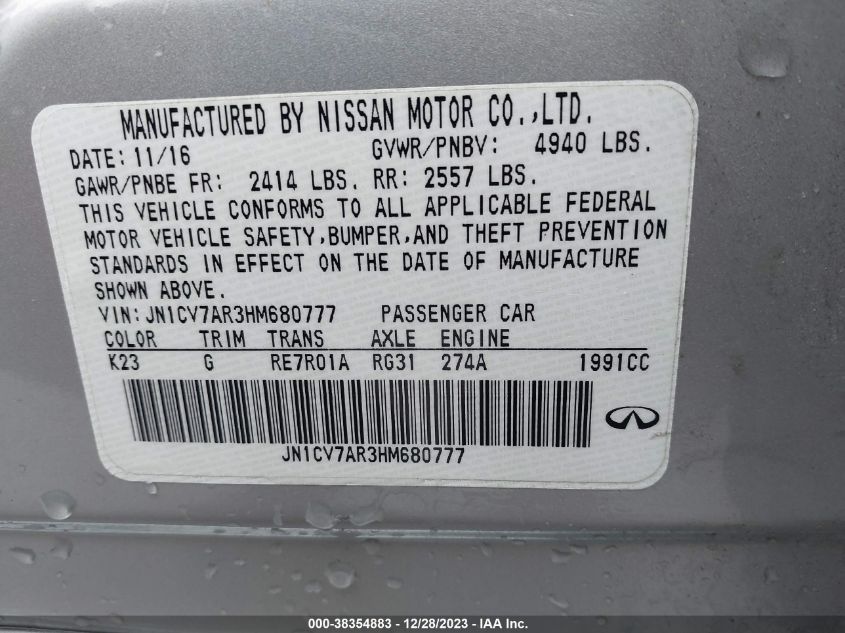 MANUFACTURED BY NISSAN MOTOR CO.,LTD.
DATE: 11/16 GVWR/PNBV: 4940 LBS.
GAWR/PNBE FR: 2414 LBS. RR: 2557 LBS.
THIS VEHICLE CONFORMS TO ALL APPLICABLE FEDERAL
MOTOR VEHICLE SAFETY,BUMPER,AND THEFT PREVENTION
STANDARDS IN EFFECT ON THE DATE OF MANUFACTURE
SHOWN ABOVE.
VIN:JN1CV7AR3HM680777 PASSENGER CAR
COLOR TRIM TRANS AXLE ENGINE
K23 G RE7R01A RG31 274A 1991CC
JN1CV7AR3HM680777
000-38354883 - 12/28/2023 - IAA Inc.